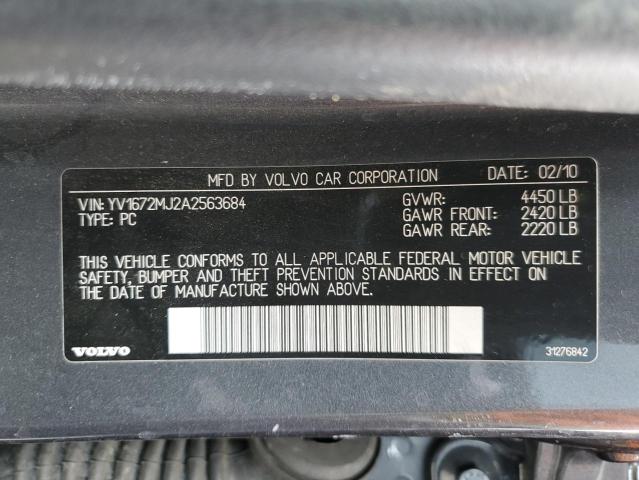 MFD BY VOLVO CAR CORPORATION DATE: 02/10
VIN: YV1672MJ2A2563684 GVWR: 4450 LB
TYPE: PC GAWR FRONT: 2420 LB
GAWR REAR: 2220 LB
THIS VEHICLE CONFORMS TO ALL APPLICABLE FEDERAL MOTOR VEHICLE
SAFETY, BUMPER AND THEFT PREVENTION STANDARDS IN EFFECT ON
THE DATE OF MANUFACTURE SHOWN ABOVE.
VOLVO 31276842